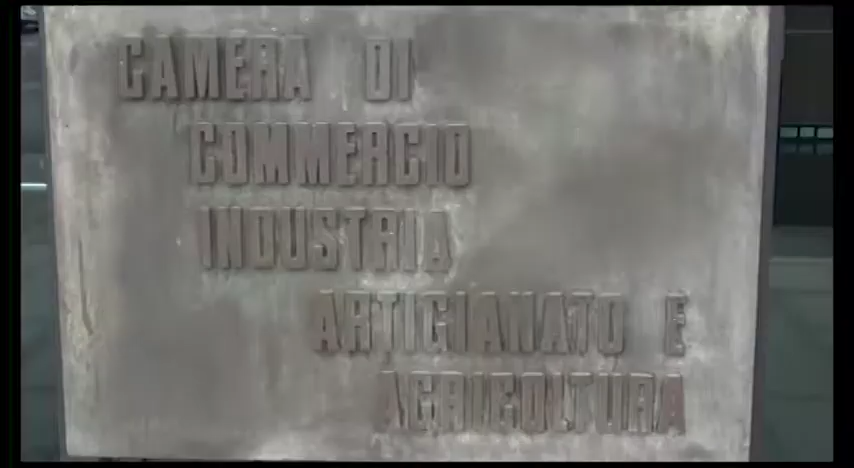 CAMERA DI
COMMERCIO
INDUSTRIA
ARTIGIANATO E
AGRICOLTURA